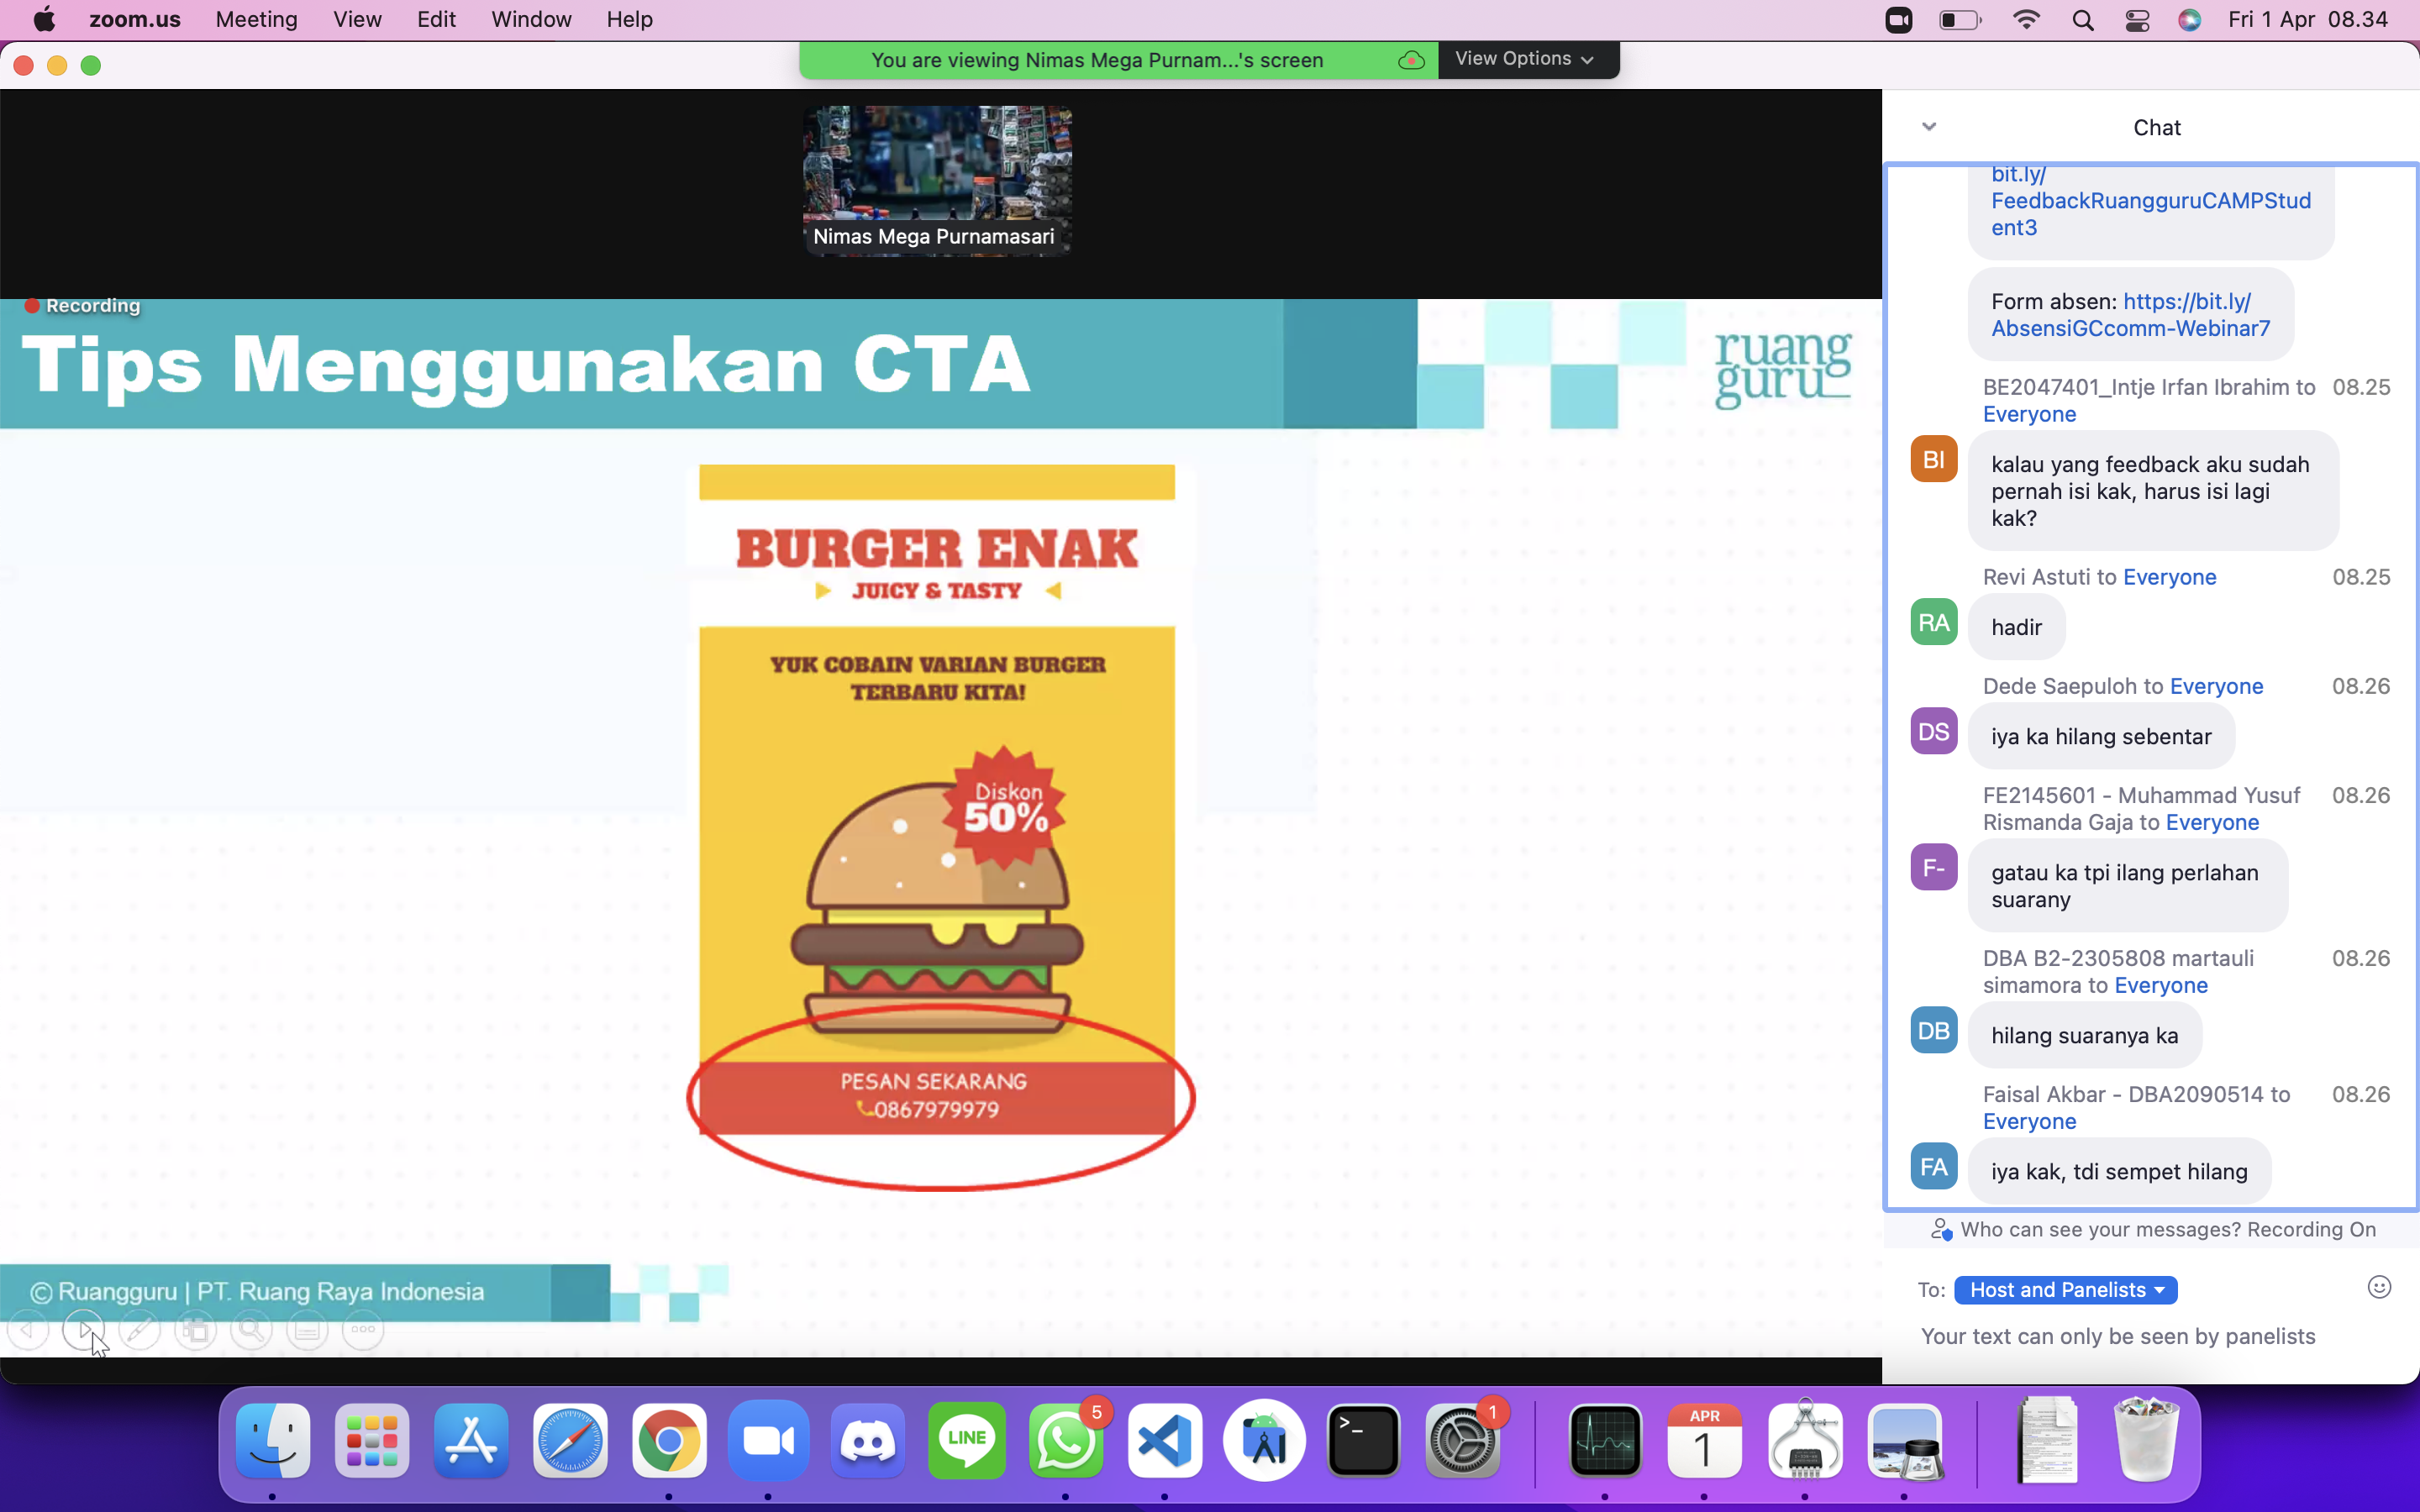 zoom.us Meeting View Edit Window Help
Fri 1 Apr 08.34
You are viewing Nimas Mega Purnam...'s screen
View Options
Nimas Mega Purnamasari
Recording
Tips Menggunakan CTA
ruang
guru
BURGER ENAK
JUICY & TASTY
YUK COBAIN VARIAN BURGER
TERBARU KITA!
Diskon
50%
PESAN SEKARANG
0867979979
© Ruangguru | PT. Ruang Raya Indonesia
Chat
bit.ly/
FeedbackRuangguruCAMPStud
ent3
Form absen: https://bit.ly/
AbsensiGCcomm-Webinar7
BE2047401_Intje Irfan Ibrahim to 08.25
Everyone
BI
kalau yang feedback aku sudah
pernah isi kak, harus isi lagi
kak?
Revi Astuti to Everyone 08.25
RA
hadir
Dede Saepuloh to Everyone 08.26
DS
iya ka hilang sebentar
FE2145601 - Muhammad Yusuf 08.26
Rismanda Gaja to Everyone
F-
gatau ka tpi ilang perlahan
suarany
DBA B2-2305808 martauli 08.26
simamora to Everyone
DB
hilang suaranya ka
Faisal Akbar - DBA2090514 to 08.26
Everyone
FA
iya kak, tdi sempet hilang
Who can see your messages? Recording On
To: Host and Panelists
Your text can only be seen by panelists
LINE
5
>_
1
APR
1